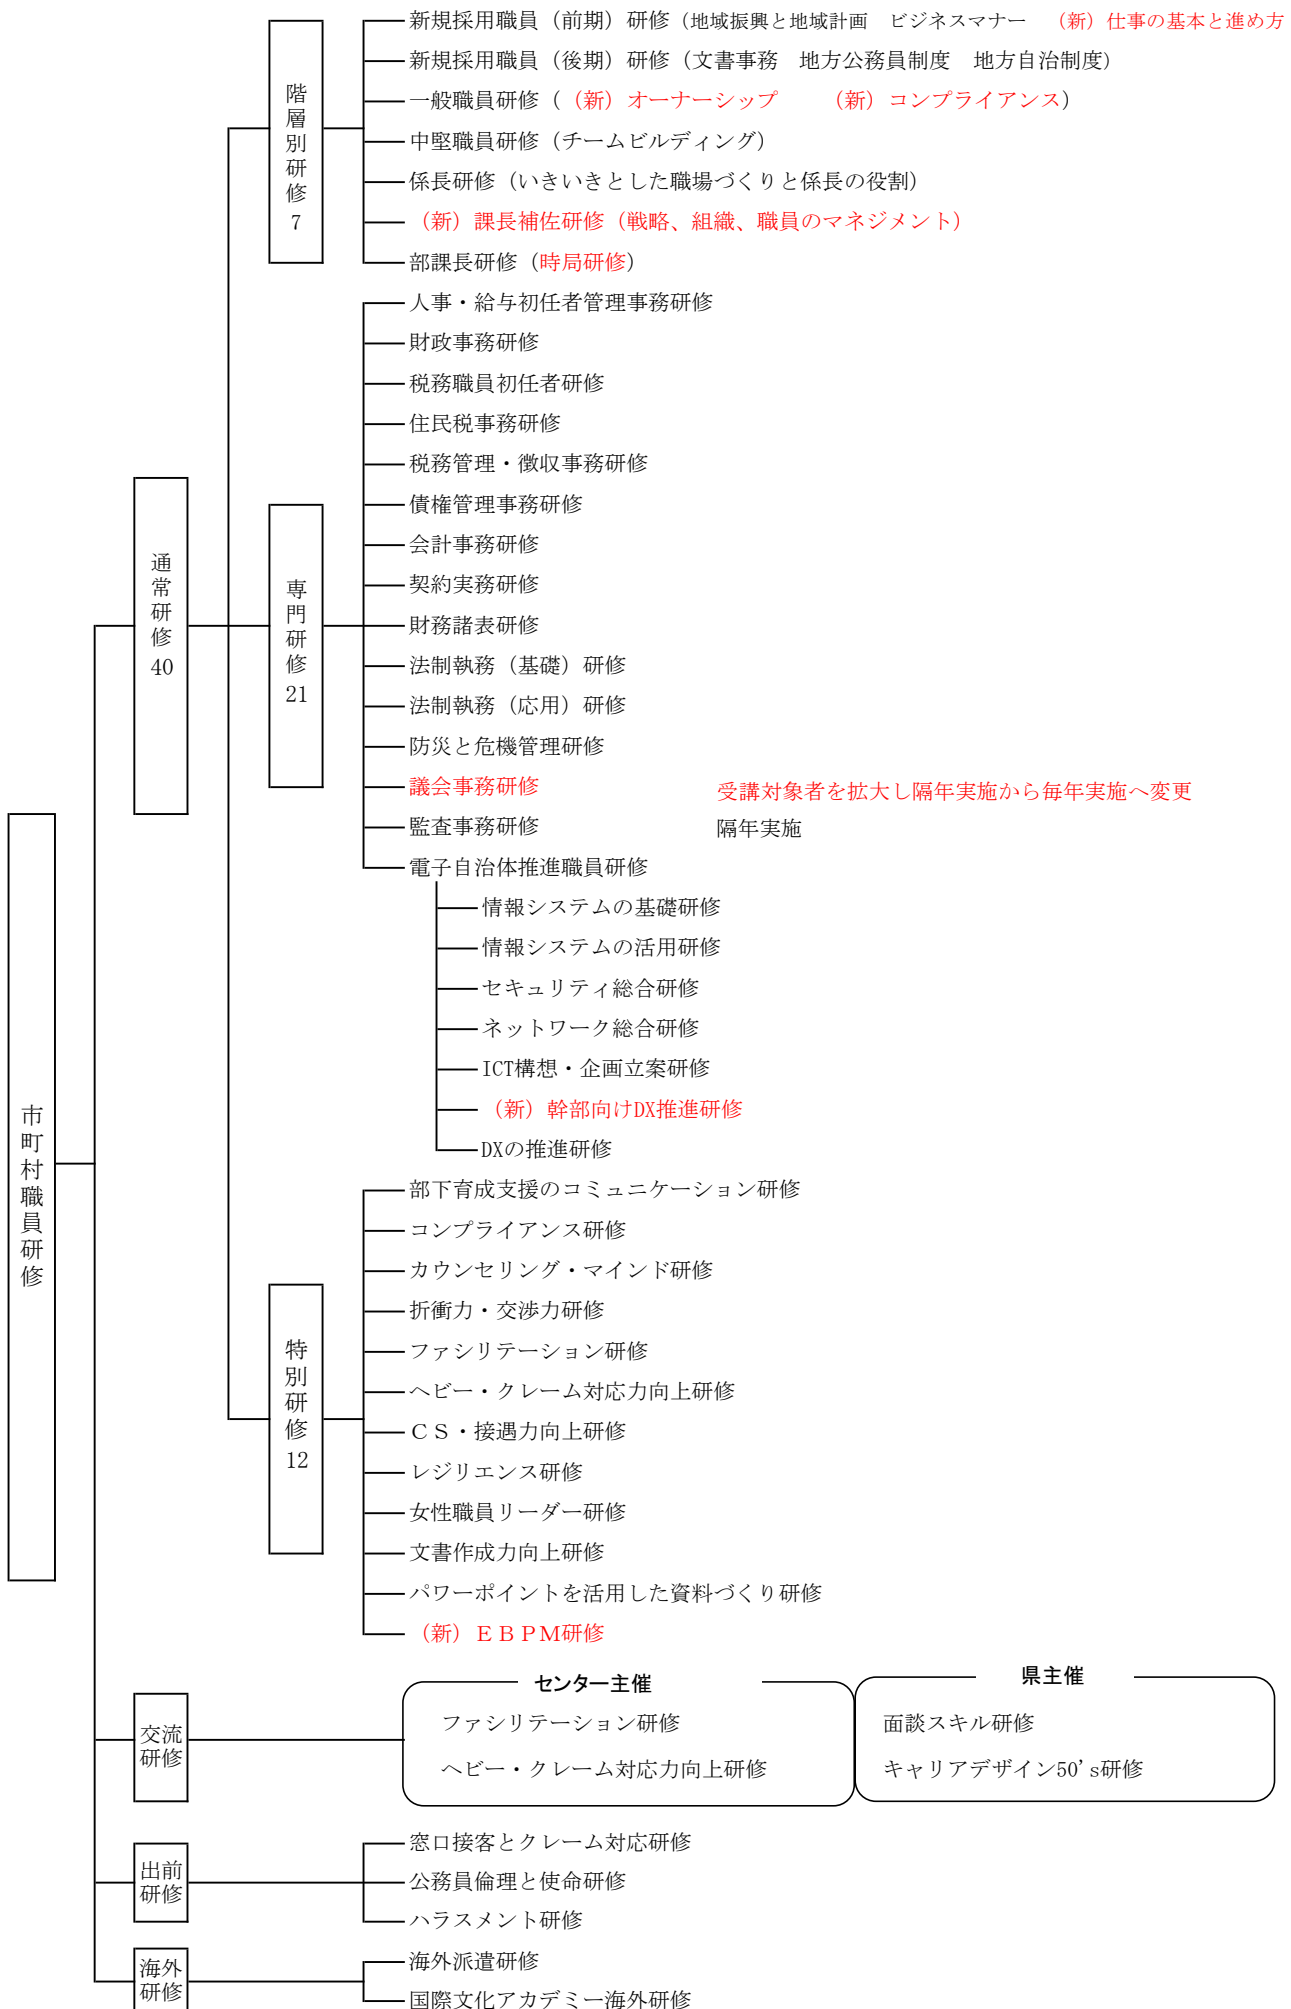 市町村職員研修
通常研修40
階層別研修7
新規採用職員（前期）研修（地域振興と地域計画　ビジネスマナー　（新）仕事の基本と進め方
新規採用職員（後期）研修（文書事務　地方公務員制度　地方自治制度）
一般職員研修（（新）オーナーシップ　　（新）コンプライアンス）
中堅職員研修（チームビルディング）
係長研修（いきいきとした職場づくりと係長の役割）
（新）課長補佐研修（戦略、組織、職員のマネジメント）
部課長研修（時局研修）
専門研修21
人事・給与初任者管理事務研修
財政事務研修
税務職員初任者研修
住民税事務研修
税務管理・徴収事務研修
債権管理事務研修
会計事務研修
契約実務研修
財務諸表研修
法制執務（基礎）研修
法制執務（応用）研修
防災と危機管理研修
議会事務研修　受講対象者を拡大し隔年実施から毎年実施へ変更
監査事務研修　隔年実施
電子自治体推進職員研修
情報システムの基礎研修
情報システムの活用研修
セキュリティ総合研修
ネットワーク総合研修
ICT構想・企画立案研修
（新）幹部向けDX推進研修
DXの推進研修
特別研修12
部下育成支援のコミュニケーション研修
コンプライアンス研修
カウンセリング・マインド研修
折衝力・交渉力研修
ファシリテーション研修
ヘビー・クレーム対応力向上研修
ＣＳ・接遇力向上研修
レジリエンス研修
女性職員リーダー研修
文書作成力向上研修
パワーポイントを活用した資料づくり研修
（新）ＥＢＰＭ研修
交流
研修
センター主催
ファシリテーション研修
ヘビー・クレーム対応力向上研修
県主催
面談スキル研修
キャリアデザイン50's研修
出前
研修
窓口接客とクレーム対応研修
公務員倫理と使命研修
ハラスメント研修
海外
研修
海外派遣研修
国際文化アカデミー海外研修